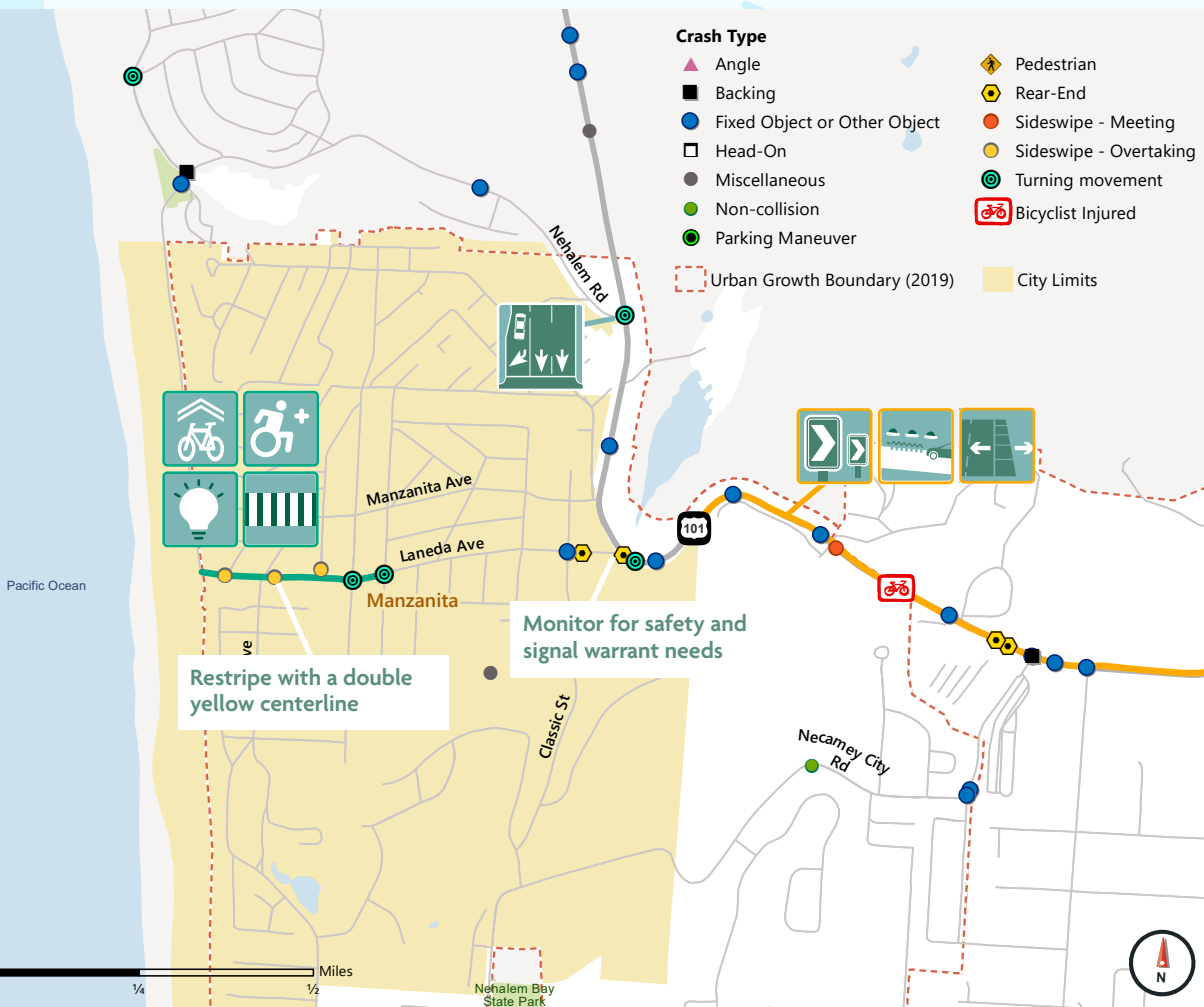 Crash Type
Angle
Backing
Fixed Object or Other Object
Head-On
Miscellaneous
Non-collision
Parking Maneuver
Pedestrian
Rear-End
Sideswipe - Meeting
Sideswipe - Overtaking
Turning movement
Bicyclist Injured
Urban Growth Boundary (2019)
City Limits
Nehalem Rd
Manzanita Ave
Laneda Ave
101
Pacific Ocean
Manzanita
Monitor for safety and
signal warrant needs
ve
Restripe with a double
yellow centerline
Classic St
Necarney City
Rd
Miles
¼
½
Nehalem Bay
State Park
N